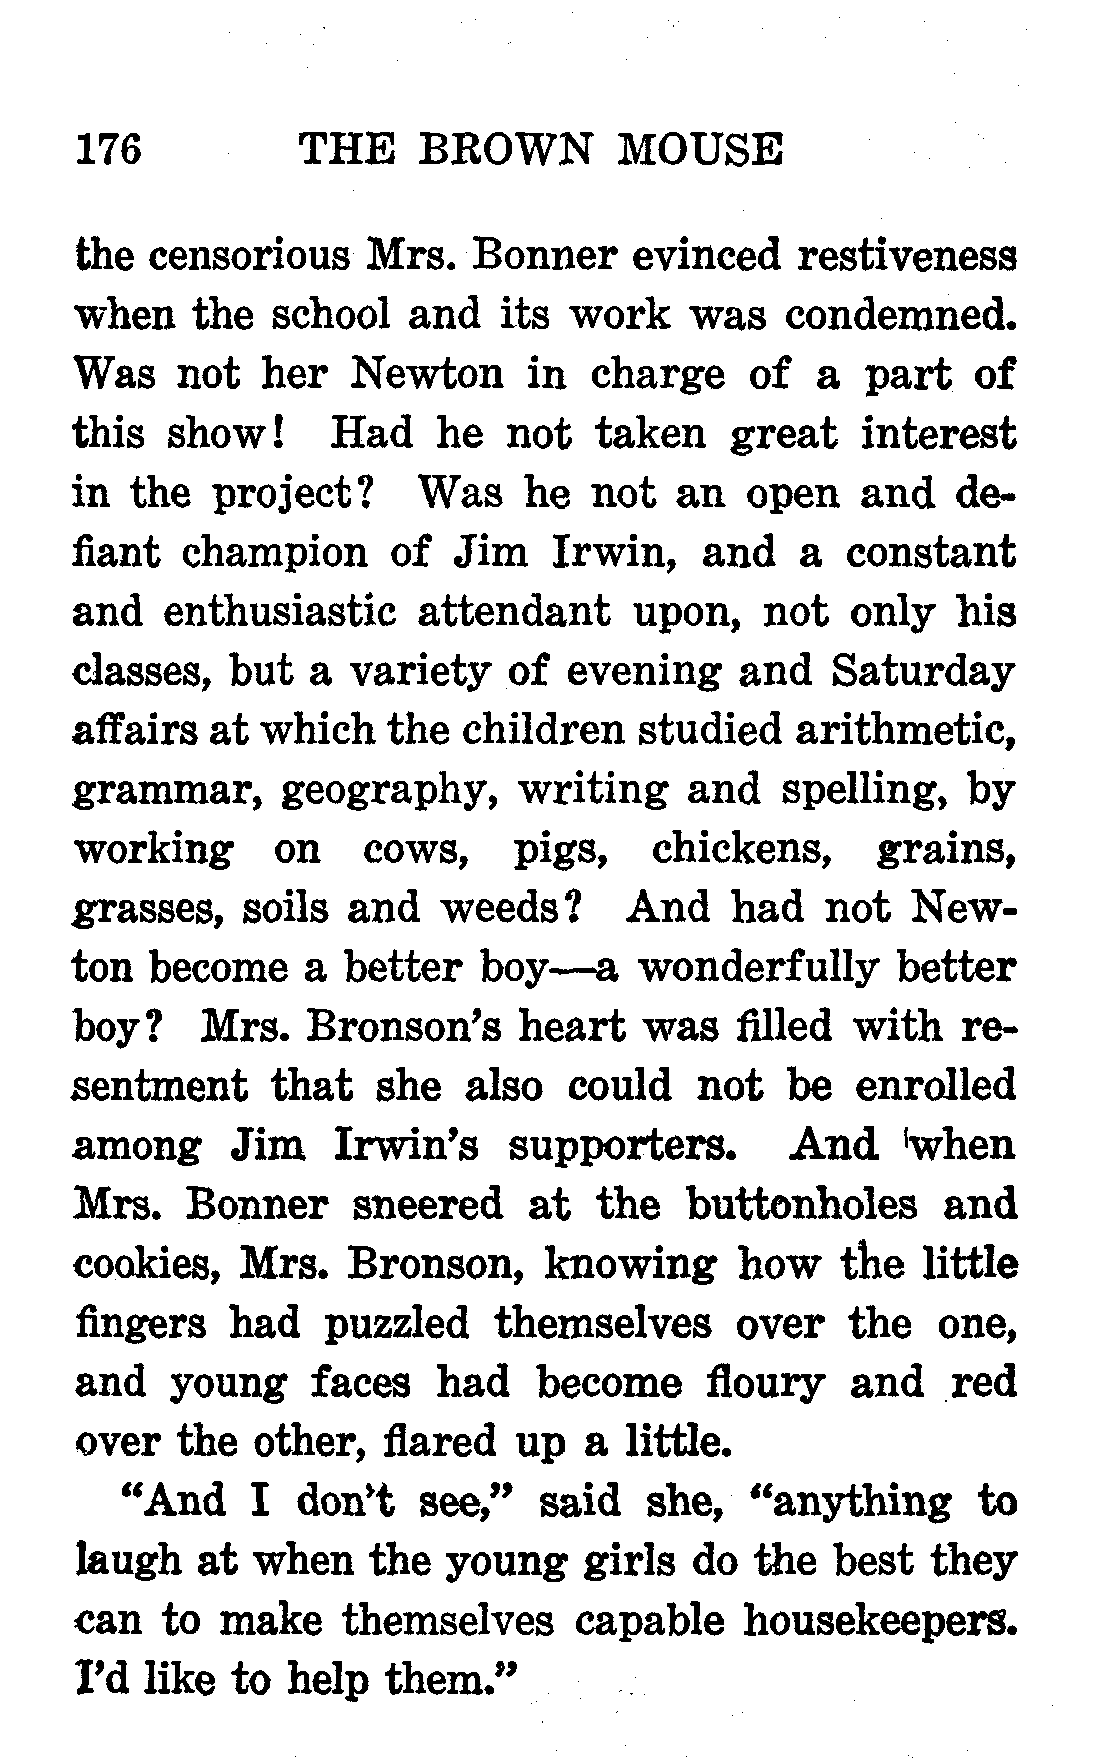 176 THE BROWN MOUSE
the censorious Mrs. Bonner evinced restiveness
when the school and its work was condemned.
Was not her Newton in charge of a part of
this show! Had he not taken great interest
in the project? Was he not an open and de-
fiant champion of Jim Irwin, and a constant
and enthusiastic attendant upon, not only his
classes, but a variety of evening and Saturday
affairs at which the children studied arithmetic,
grammar, geography, writing and spelling, by
working on cows, pigs, chickens, grains,
grasses, soils and weeds? And had not New-
ton become a better boy—a wonderfully better
boy? Mrs. Bronson's heart was filled with re-
sentment that she also could not be enrolled
among Jim Irwin's supporters. And when
Mrs. Bonner sneered at the buttonholes and
cookies, Mrs. Bronson, knowing how the little
fingers had puzzled themselves over the one,
and young faces had become floury and red
over the other, flared up a little.
"And I don't see," said she, "anything to
laugh at when the young girls do the best they
can to make themselves capable housekeepers.
I'd like to help them."